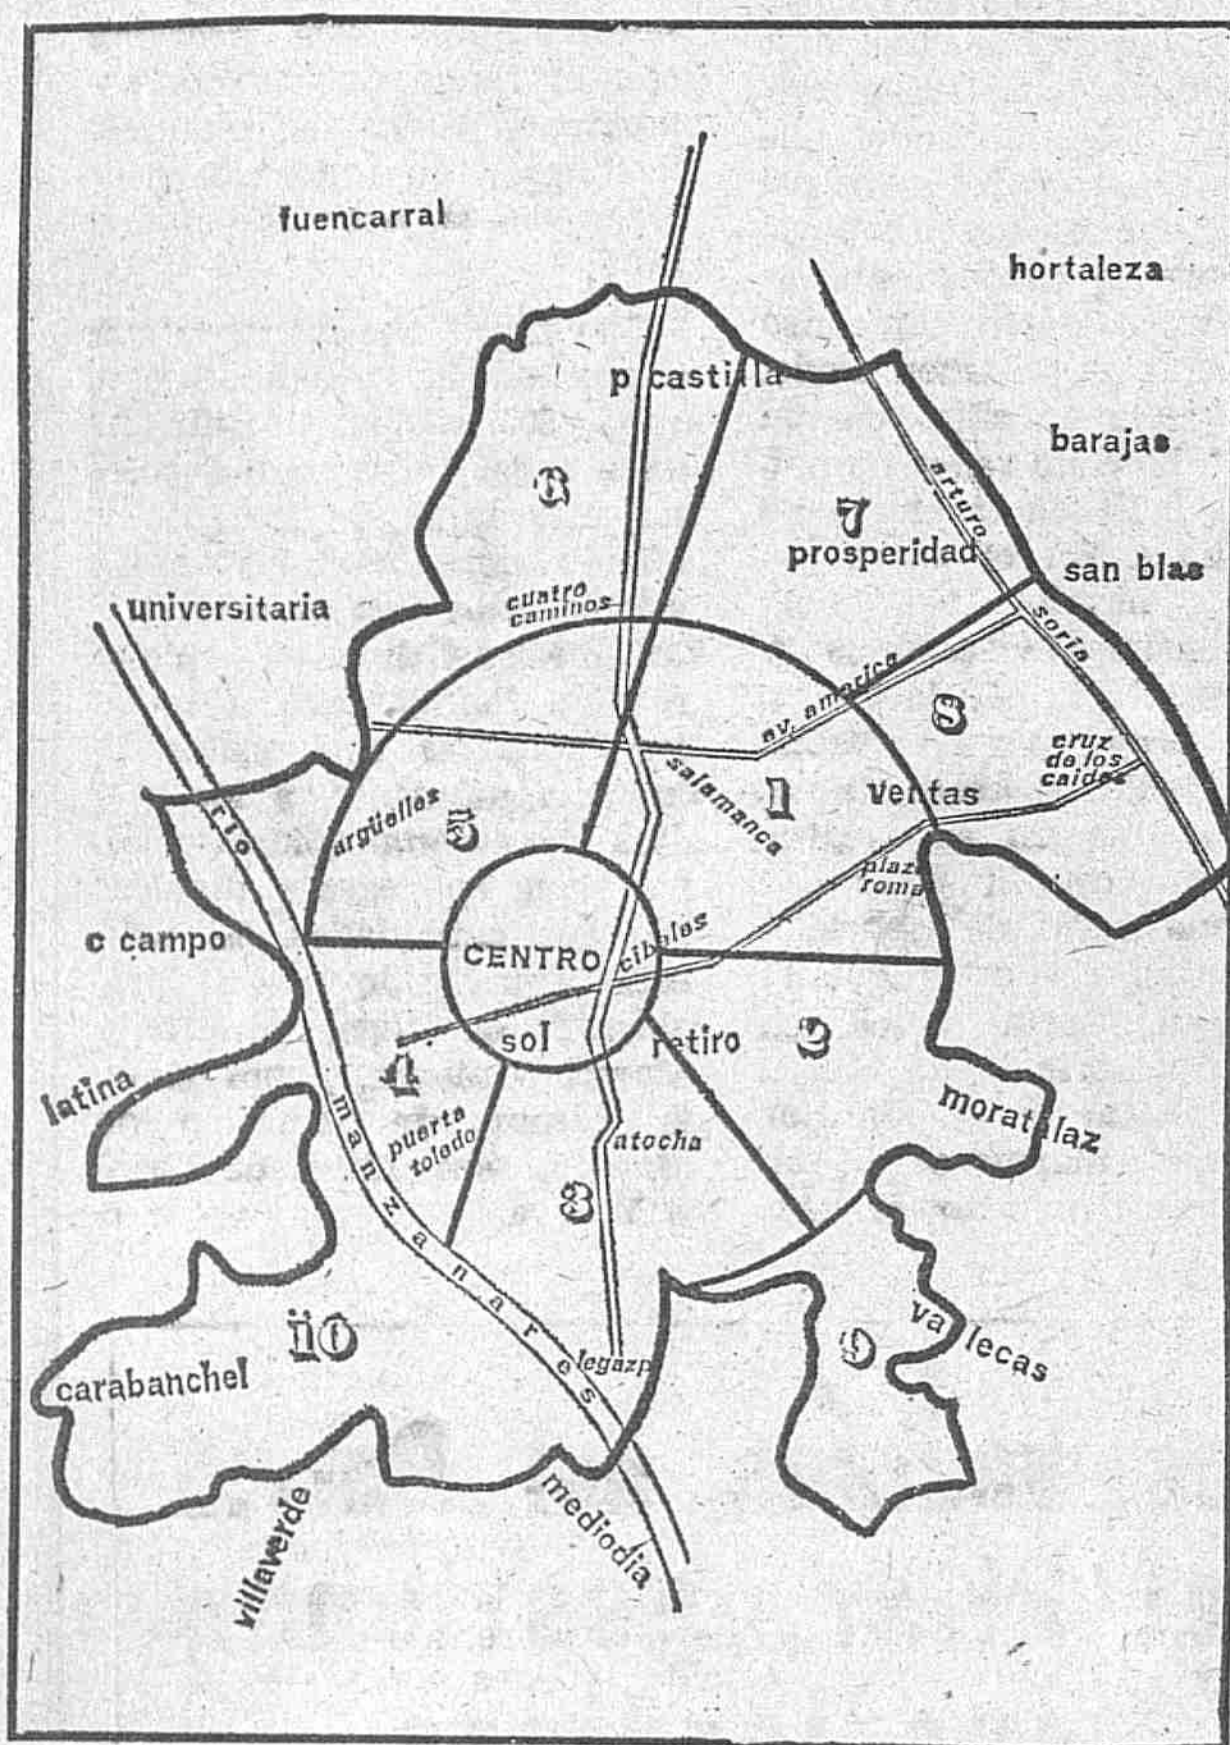 fuencarral
hortaleza
p castilla
barajas
6
arturo
7
prosperidad
san blas
cuatro
caminos
universitaria
soria
av. america
8
cruz
de los
caidos
salamanca
1
ventas
rio
argüelles
5
plaza
roma
c campo
CENTRO
cibeles
sol
retiro
2
4
latina
manzanares
moratalaz
puerta
toledo
atocha
3
10
vallecas
9
legazpi
carabanchel
mediodia
villaverde